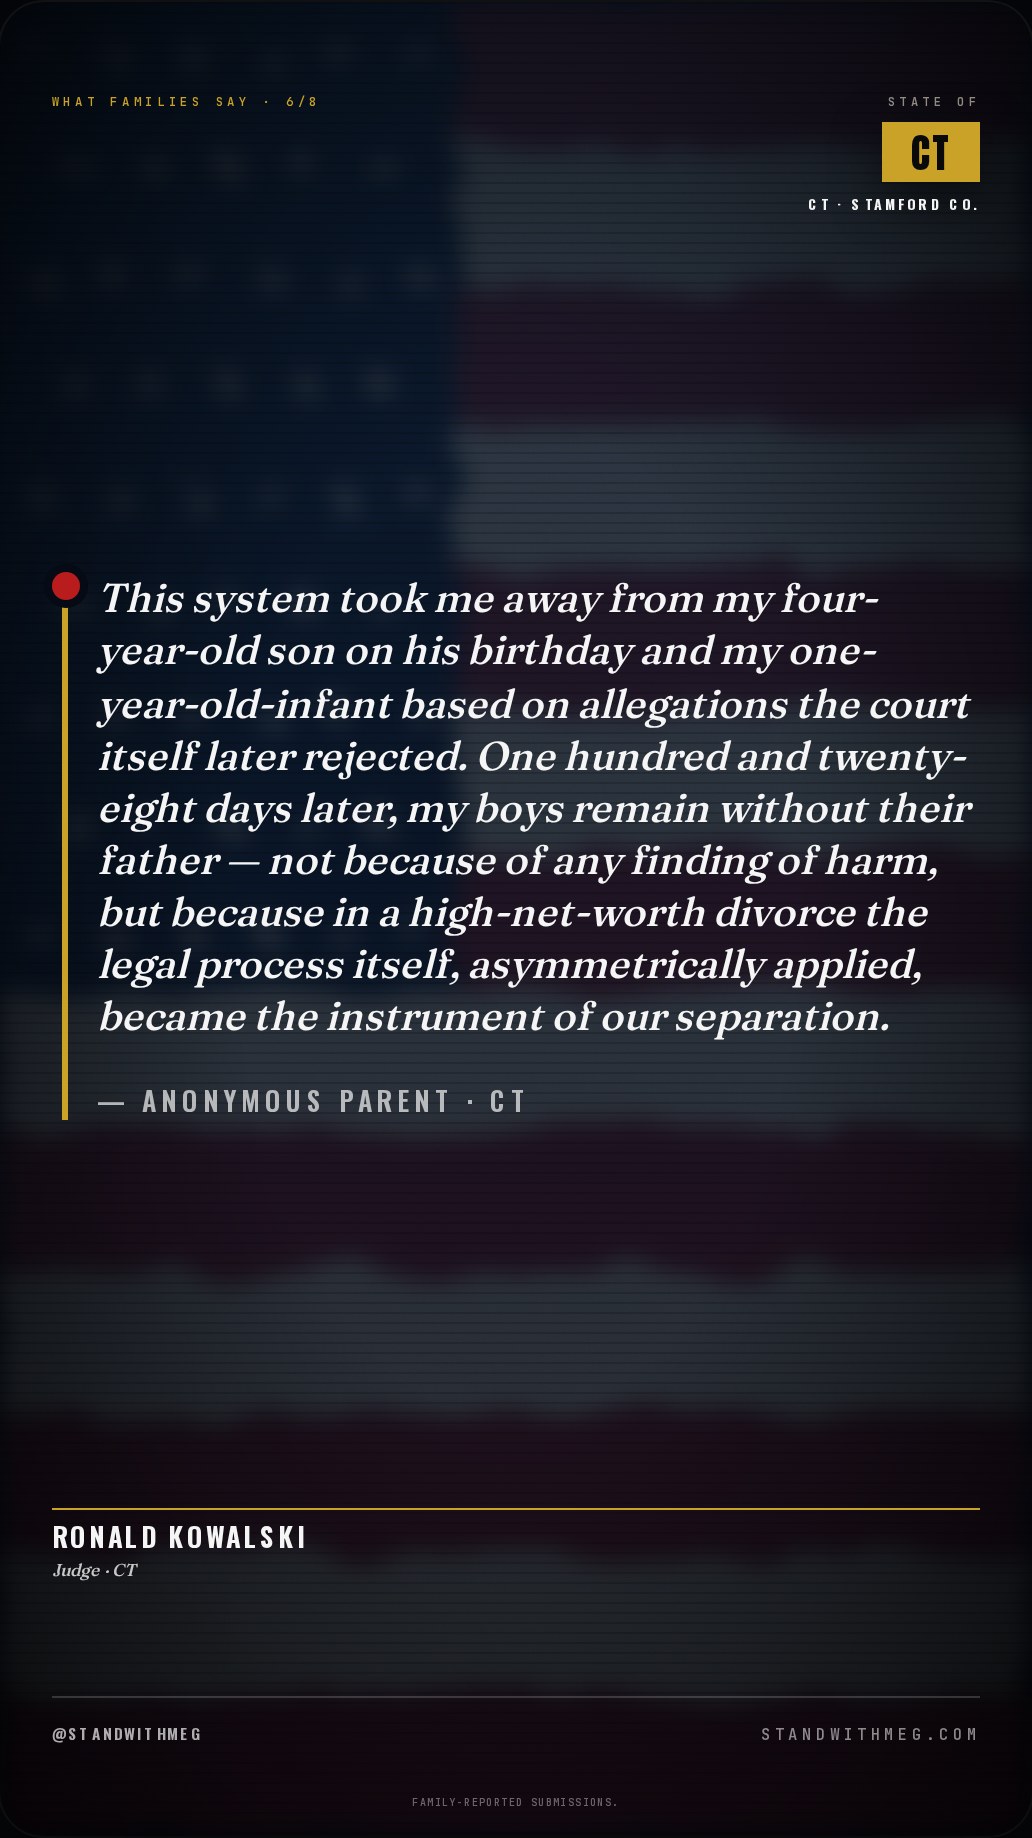 WHAT FAMILIES SAY · 6/8
STATE OF
CT
CT · STAMFORD CO.
This system took me away from my four-
year-old son on his birthday and my one-
year-old-infant based on allegations the court
itself later rejected. One hundred and twenty-
eight days later, my boys remain without their
father — not because of any finding of harm,
but because in a high-net-worth divorce the
legal process itself, asymmetrically applied,
became the instrument of our separation.
— ANONYMOUS PARENT · CT
RONALD KOWALSKI
Judge · CT
@STANDWITHMEG
STANDWITHMEG.COM
FAMILY-REPORTED SUBMISSIONS.